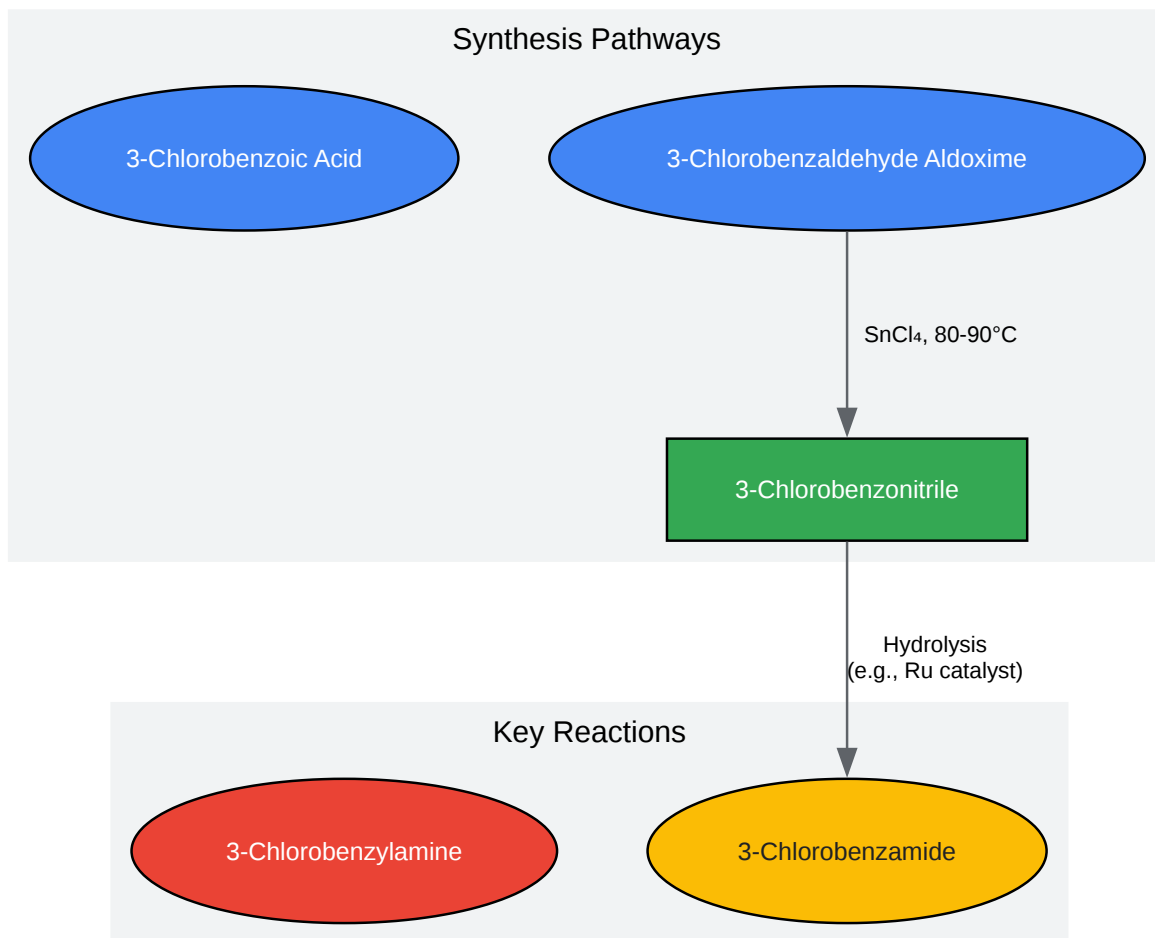 Synthesis Pathways
3-Chlorobenzoic Acid
3-Chlorobenzaldehyde Aldoxime
SnCl₄, 80-90°C
3-Chlorobenzonitrile
Hydrolysis
(e.g., Ru catalyst)
Key Reactions
3-Chlorobenzylamine
3-Chlorobenzamide